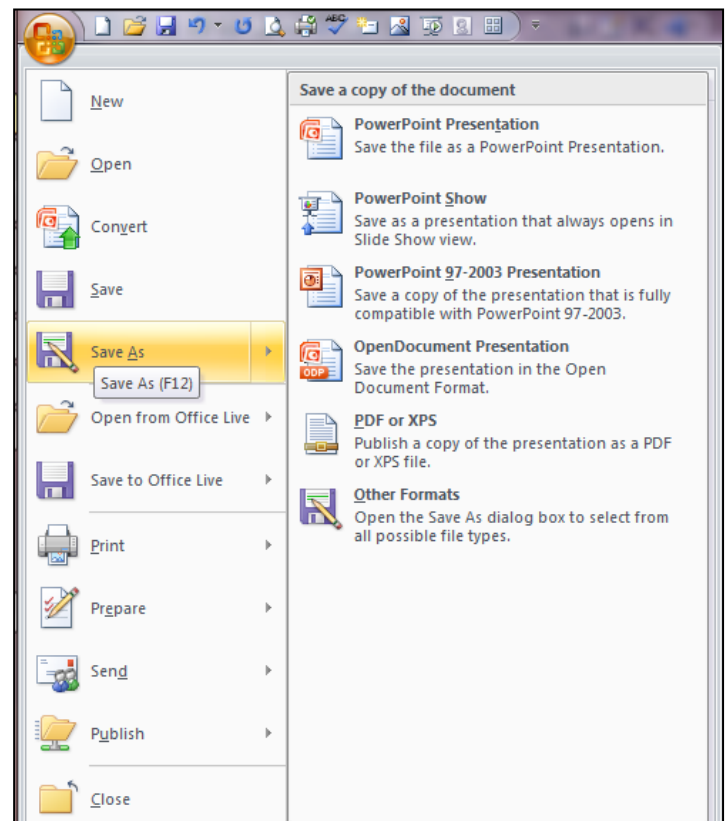 ABC
New
Open
Convert
Save
Save As
Save As (F12)
Open from Office Live
Save to Office Live
Print
Prepare
Send
Publish
Close
Save a copy of the document
PowerPoint Presentation
Save the file as a PowerPoint Presentation.
PowerPoint Show
Save as a presentation that always opens in
Slide Show view.
PowerPoint 97-2003 Presentation
Save a copy of the presentation that is fully
compatible with PowerPoint 97-2003.
ODP
OpenDocument Presentation
Save the presentation in the Open
Document Format.
PDF or XPS
Publish a copy of the presentation as a PDF
or XPS file.
Other Formats
Open the Save As dialog box to select from
all possible file types.